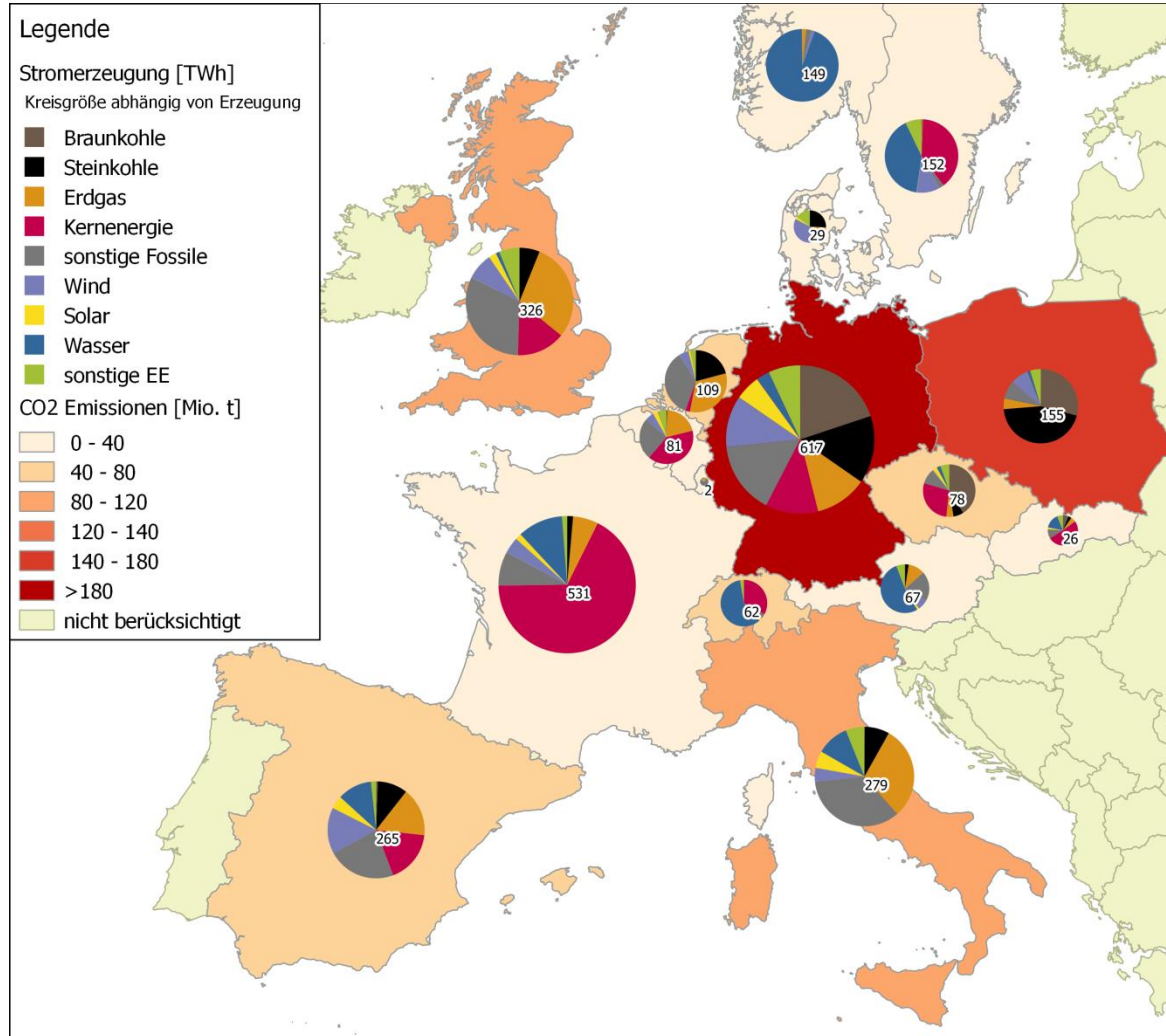 Legende
Stromerzeugung [TWh]
Kreisgröße abhängig von Erzeugung
Braunkohle
Steinkohle
Erdgas
Kernenergie
sonstige Fossile
Wind
Solar
Wasser
sonstige EE
CO2 Emissionen [Mio. t]
0 - 40
40 - 80
80 - 120
120 - 140
140 - 180
>180
nicht berücksichtigt
149
152
29
326
109
155
81
617
2
78
26
531
67
62
279
265